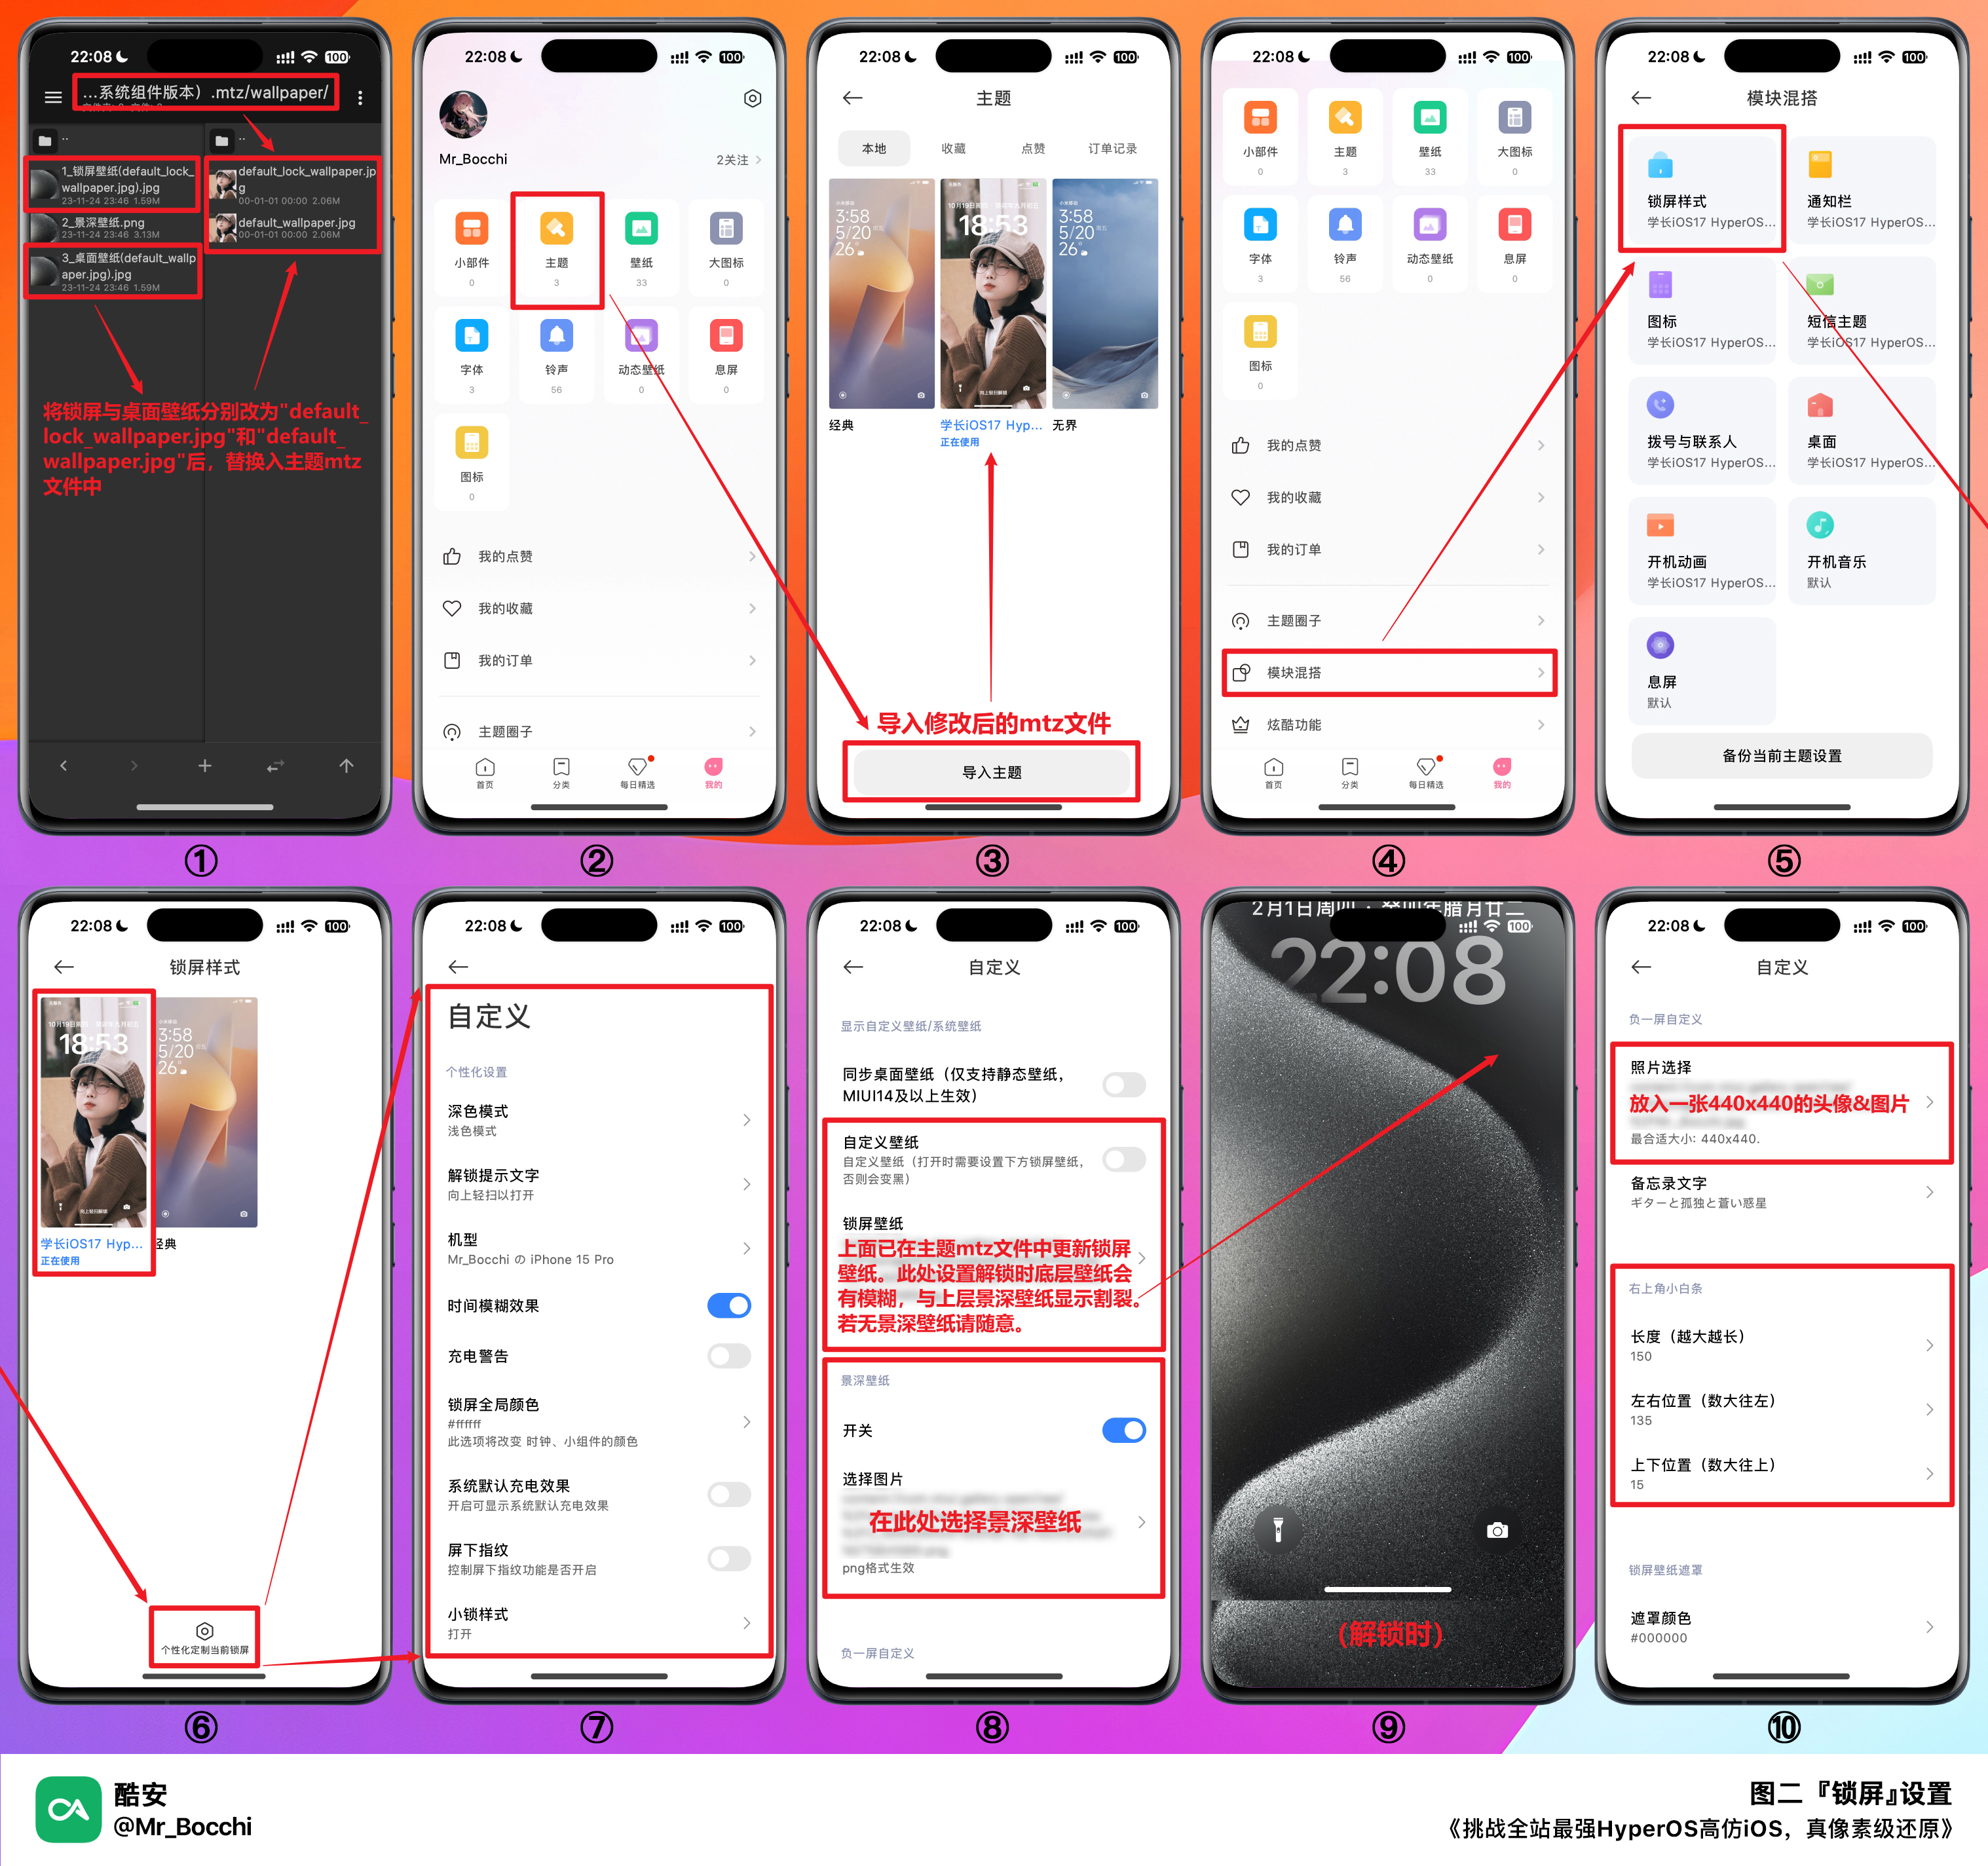 22:08
100
…系统组件版本）.mtz/wallpaper/
..
1_锁屏壁纸(default_lock_
wallpaper.jpg).jpg
23-11-24 23:46 1.59M
2_景深壁纸.png
23-11-24 23:46 3.13M
3_桌面壁纸(default_wallp
aper.jpg).jpg
23-11-24 23:46 1.59M
..
default_lock_wallpaper.jp
g
00-01-01 00:00 2.06M
default_wallpaper.jpg
00-01-01 00:00 2.06M
将锁屏与桌面壁纸分别改为"default_
lock_wallpaper.jpg"和"default_
wallpaper.jpg"后，替换入主题mtz
文件中
①
22:08
100
Mr_Bocchi
2关注
小部件
0
主题
3
壁纸
33
大图标
0
字体
3
铃声
56
动态壁纸
0
息屏
0
图标
0
我的点赞
我的收藏
我的订单
主题圈子
首页
分类
每日精选
我的
②
22:08
100
主题
本地
收藏
点赞
订单记录
3:58
5/20
26°
18:53
3:58
5/20
26°
经典
学长iOS17 Hyp...
正在使用
无界
导入修改后的mtz文件
导入主题
③
22:08
100
小部件
0
主题
3
壁纸
33
大图标
0
字体
3
铃声
56
动态壁纸
0
息屏
0
图标
0
我的点赞
我的收藏
我的订单
主题圈子
模块混搭
炫酷功能
首页
分类
每日精选
我的
④
22:08
100
模块混搭
锁屏样式
学长iOS17 HyperOS...
通知栏
学长iOS17 HyperOS...
图标
学长iOS17 HyperOS...
短信主题
学长iOS17 HyperOS...
拨号与联系人
学长iOS17 HyperOS...
桌面
学长iOS17 HyperOS...
开机动画
学长iOS17 HyperOS...
开机音乐
默认
息屏
默认
备份当前主题设置
⑤
22:08
100
锁屏样式
18:53
3:58
5/20
26°
学长iOS17 Hyp...
正在使用
经典
个性化定制当前锁屏
⑥
22:08
100
自定义
个性化设置
深色模式
浅色模式
解锁提示文字
向上轻扫以打开
机型
Mr_Bocchi の iPhone 15 Pro
时间模糊效果
充电警告
锁屏全局颜色
#ffffff
此选项将改变 时钟、小组件的颜色
系统默认充电效果
开启可显示系统默认充电效果
屏下指纹
控制屏下指纹功能是否开启
小锁样式
打开
⑦
22:08
100
自定义
显示自定义壁纸/系统壁纸
同步桌面壁纸（仅支持静态壁纸，
MIUI14及以上生效）
自定义壁纸
自定义壁纸（打开时需要设置下方锁屏壁纸，
否则会变黑）
锁屏壁纸
上面已在主题mtz文件中更新锁屏
壁纸。此处设置解锁时底层壁纸会
有模糊，与上层景深壁纸显示割裂。
若无景深壁纸请随意。
景深壁纸
开关
选择图片
在此处选择景深壁纸
png格式生效
负一屏自定义
⑧
2月1日周四 · 癸卯年腊月廿二
100
22:08
(解锁时)
⑨
22:08
100
自定义
负一屏自定义
照片选择
放入一张440x440的头像&图片
最合适大小: 440x440.
备忘录文字
ギターと孤独と蒼い惑星
右上角小白条
长度（越大越长）
150
左右位置（数大往左）
135
上下位置（数大往上）
15
锁屏壁纸遮罩
遮罩颜色
#000000
⑩
酷安
@Mr_Bocchi
图二『锁屏』设置
《挑战全站最强HyperOS高仿iOS，真像素级还原》